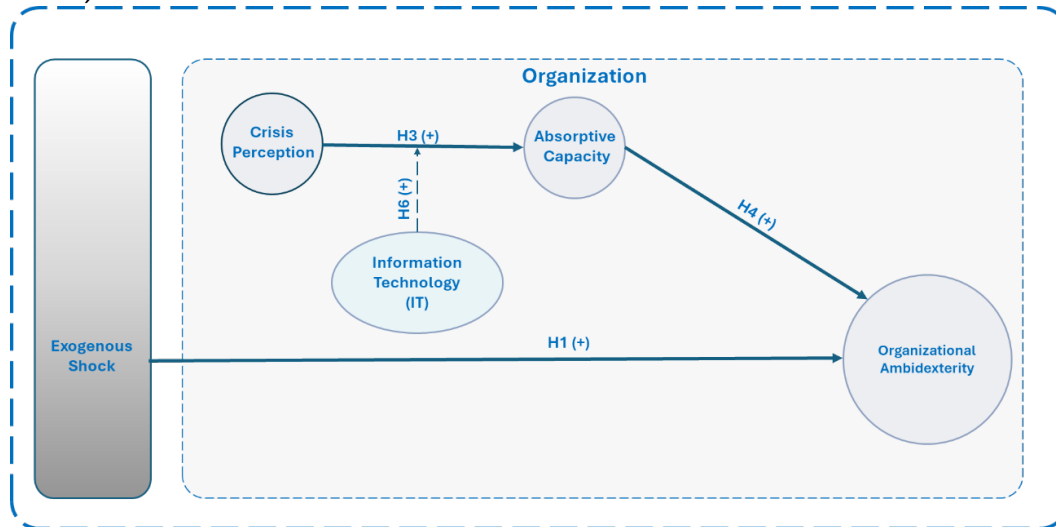 Organization
Crisis
Perception
H3 (+)
Absorptive
Capacity
H6 (+)
H4 (+)
Information
Technology
(IT)
Exogenous
Shock
H1 (+)
Organizational
Ambidexterity